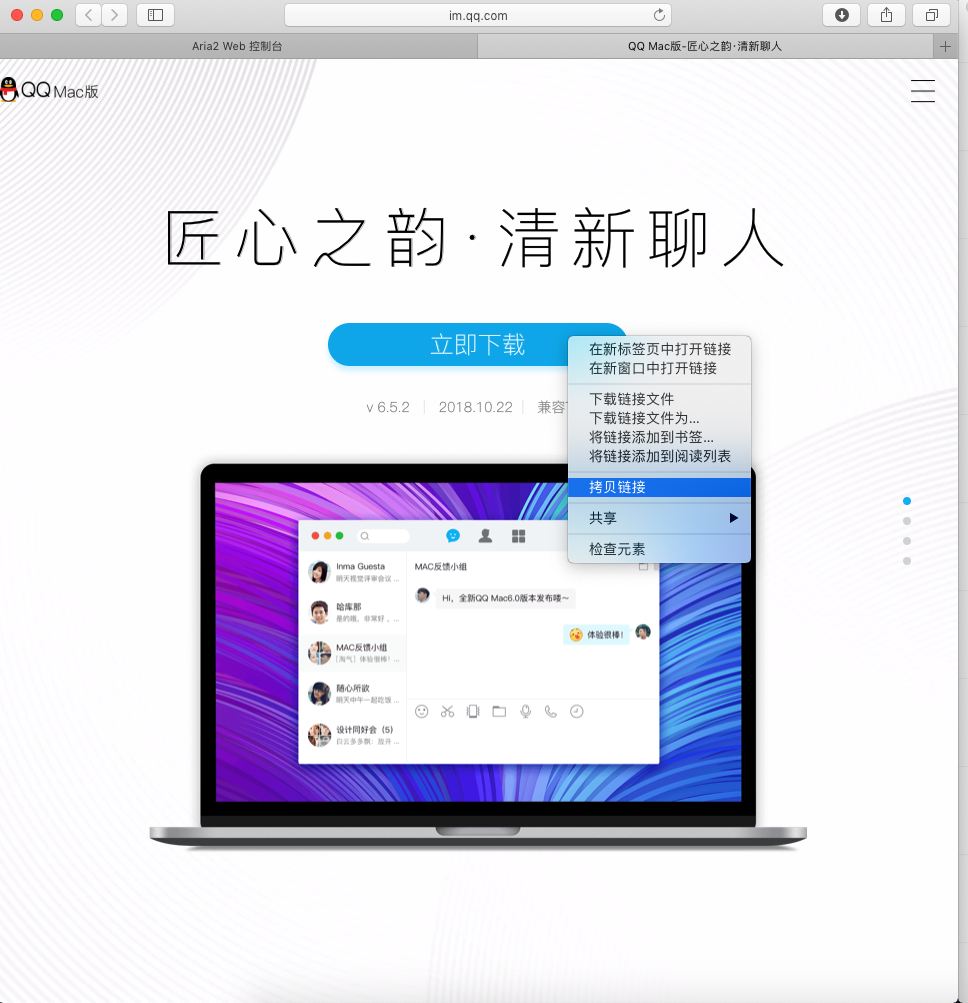 im.qq.com
Aria2 Web 控制台
QQ Mac版-匠心之韵·清新聊人
QQ Mac版
匠心之韵·清新聊人
立即下载
v 6.5.2
2018.10.22
兼容
在新标签页中打开链接
在新窗口中打开链接
下载链接文件
下载链接文件为...
将链接添加到书签...
将链接添加到阅读列表
拷贝链接
共享
检查元素
Inma Guesta
明天视觉评审会议 ...
哈库那
是的哦，非常好 ，...
MAC反馈小组
[淘气] 体验很棒！...
随心所欲
明天中午一起吃饭 ...
设计同好会（5）
白云多多飘：放开 ...
MAC反馈小组
Hi，全新QQ Mac6.0版本发布喽～
体验很棒！